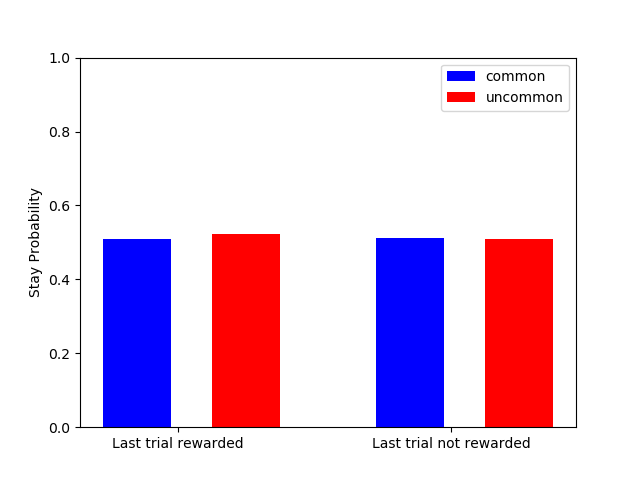 1.0
0.8
0.6
0.4
0.2
0.0
Stay Probability
common
uncommon
Last trial rewarded
Last trial not rewarded